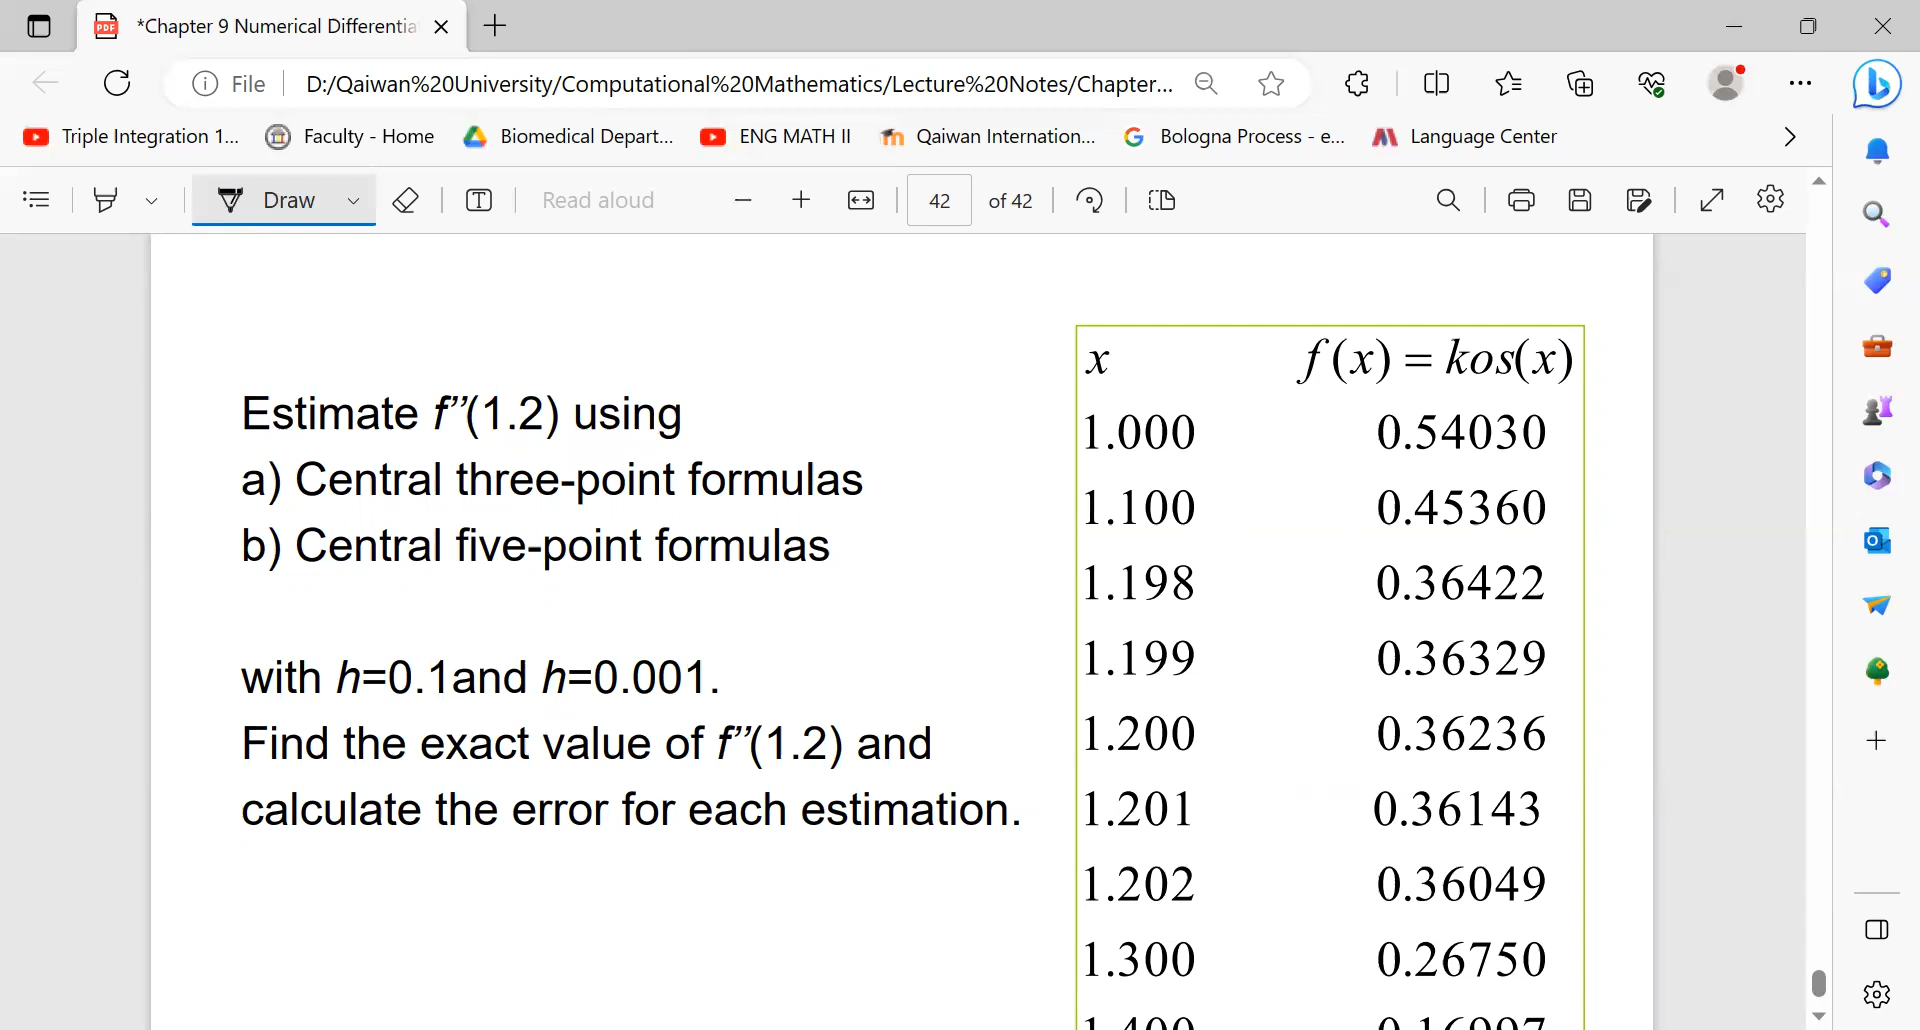 *Chapter 9 Numerical Differentia
File
D:/Qaiwan%20University/Computational%20Mathematics/Lecture%20Notes/Chapter...
Triple Integration 1...
Faculty - Home
Biomedical Depart...
ENG MATH II
Qaiwan Internation...
Bologna Process - e...
Language Center
Draw
Read aloud
42
of 42
Estimate f’’(1.2) using
a) Central three-point formulas
b) Central five-point formulas
with h=0.1and h=0.001.
Find the exact value of f’’(1.2) and
calculate the error for each estimation.
x f(x) = kos(x)
1.000 0.54030
1.100 0.45360
1.198 0.36422
1.199 0.36329
1.200 0.36236
1.201 0.36143
1.202 0.36049
1.300 0.26750
1.400 0.16997